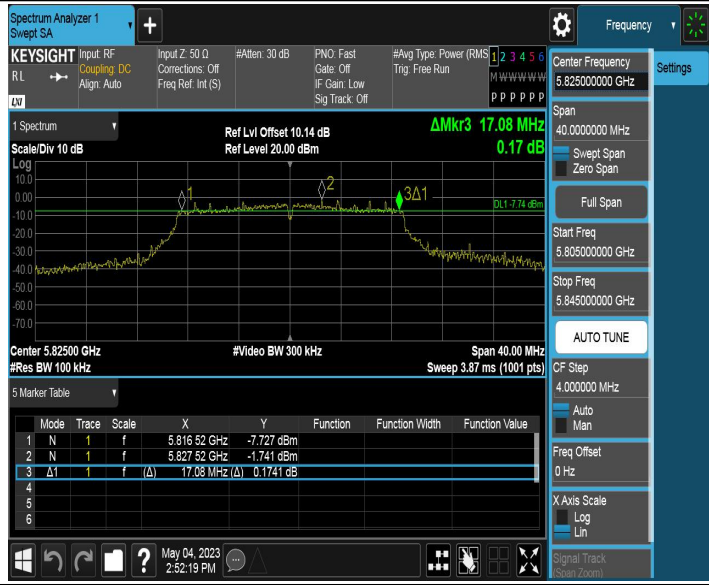 Spectrum Analyzer 1
Swept SA
+
Frequency
KEYSIGHT
RL
LXI
Input: RF
Coupling: DC
Align: Auto
Input Z: 50 Ω
Corrections: Off
Freq Ref: Int (S)
#Atten: 30 dB
PNO: Fast
Gate: Off
IF Gain: Low
Sig Track: Off
#Avg Type: Power (RMS
Trig: Free Run
1 2 3 4 5 6
M W W W W W
P P P P P P
1 Spectrum
Scale/Div 10 dB
Ref Lvl Offset 10.14 dB
Ref Level 20.00 dBm
ΔMkr3 17.08 MHz
0.17 dB
Log
10.0
0.00
-10.0
-20.0
-30.0
-40.0
-50.0
-60.0
-70.0
1
2
3Δ1
DL1 -7.74 dBm
Center 5.82500 GHz
#Res BW 100 kHz
#Video BW 300 kHz
Span 40.00 MHz
Sweep 3.87 ms (1001 pts)
5 Marker Table
Mode Trace Scale X Y Function Function Width Function Value
1 N 1 f 5.816 52 GHz -7.727 dBm
2 N 1 f 5.827 52 GHz -1.741 dBm
3 Δ1 1 f (Δ) 17.08 MHz (Δ) 0.1741 dB
4
5
6
?
May 04, 2023
2:52:19 PM
Settings
Center Frequency
5.825000000 GHz
Span
40.0000000 MHz
Swept Span
Zero Span
Full Span
Start Freq
5.805000000 GHz
Stop Freq
5.845000000 GHz
AUTO TUNE
CF Step
4.000000 MHz
Auto
Man
Freq Offset
0 Hz
X Axis Scale
Log
Lin
Signal Track
(Span Zoom)